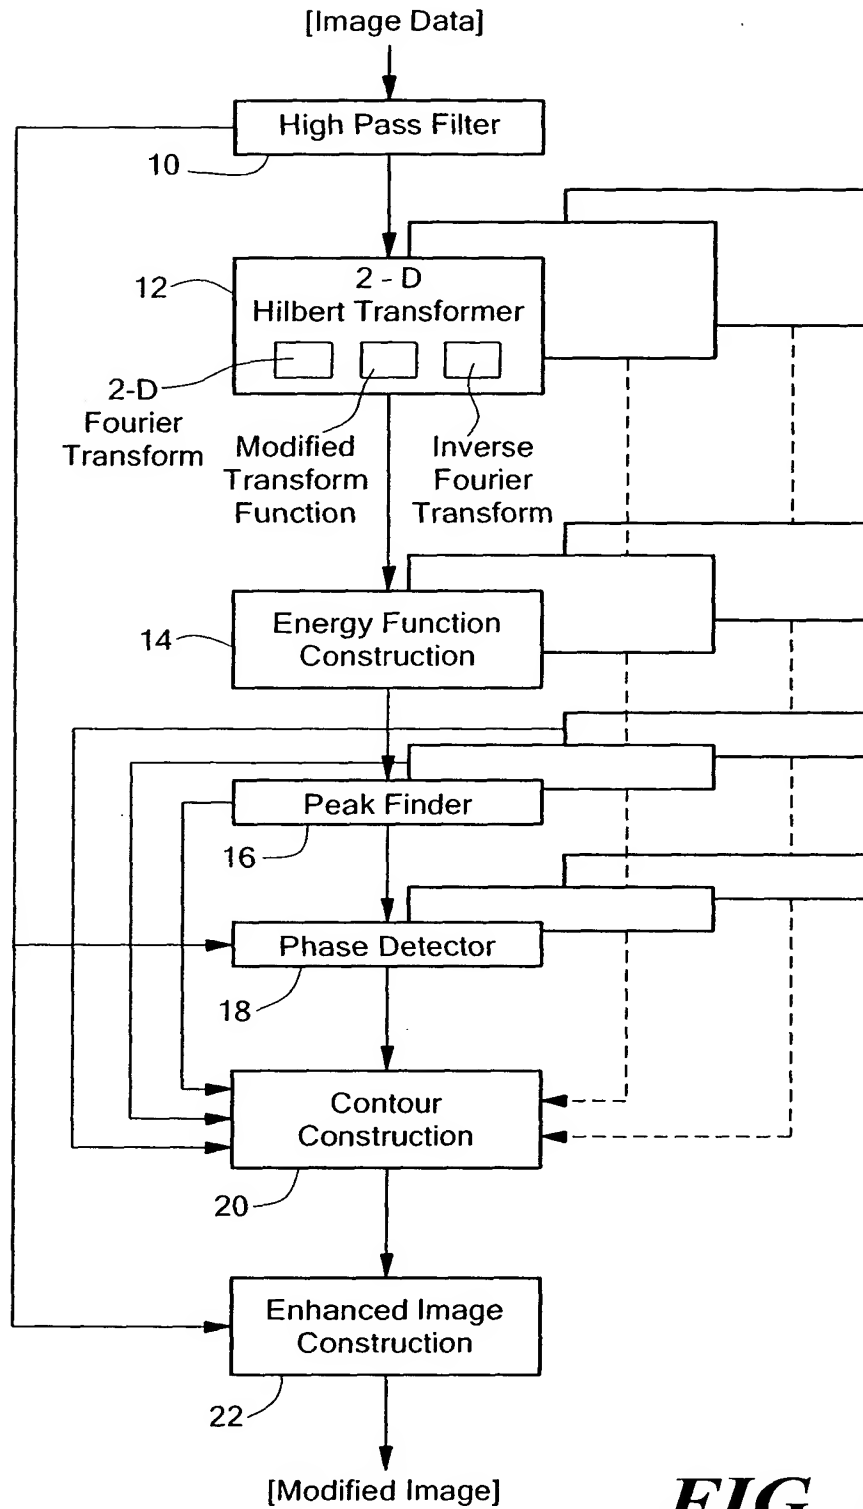 [Image Data]
High Pass Filter
10
12
2 - D
Hilbert Transformer
2-D
Fourier
Transform
Modified
Transform
Function
Inverse
Fourier
Transform
14
Energy Function
Construction
Peak Finder
16
Phase Detector
18
Contour
Construction
20
Enhanced Image
Construction
22
[Modified Image]
FIG